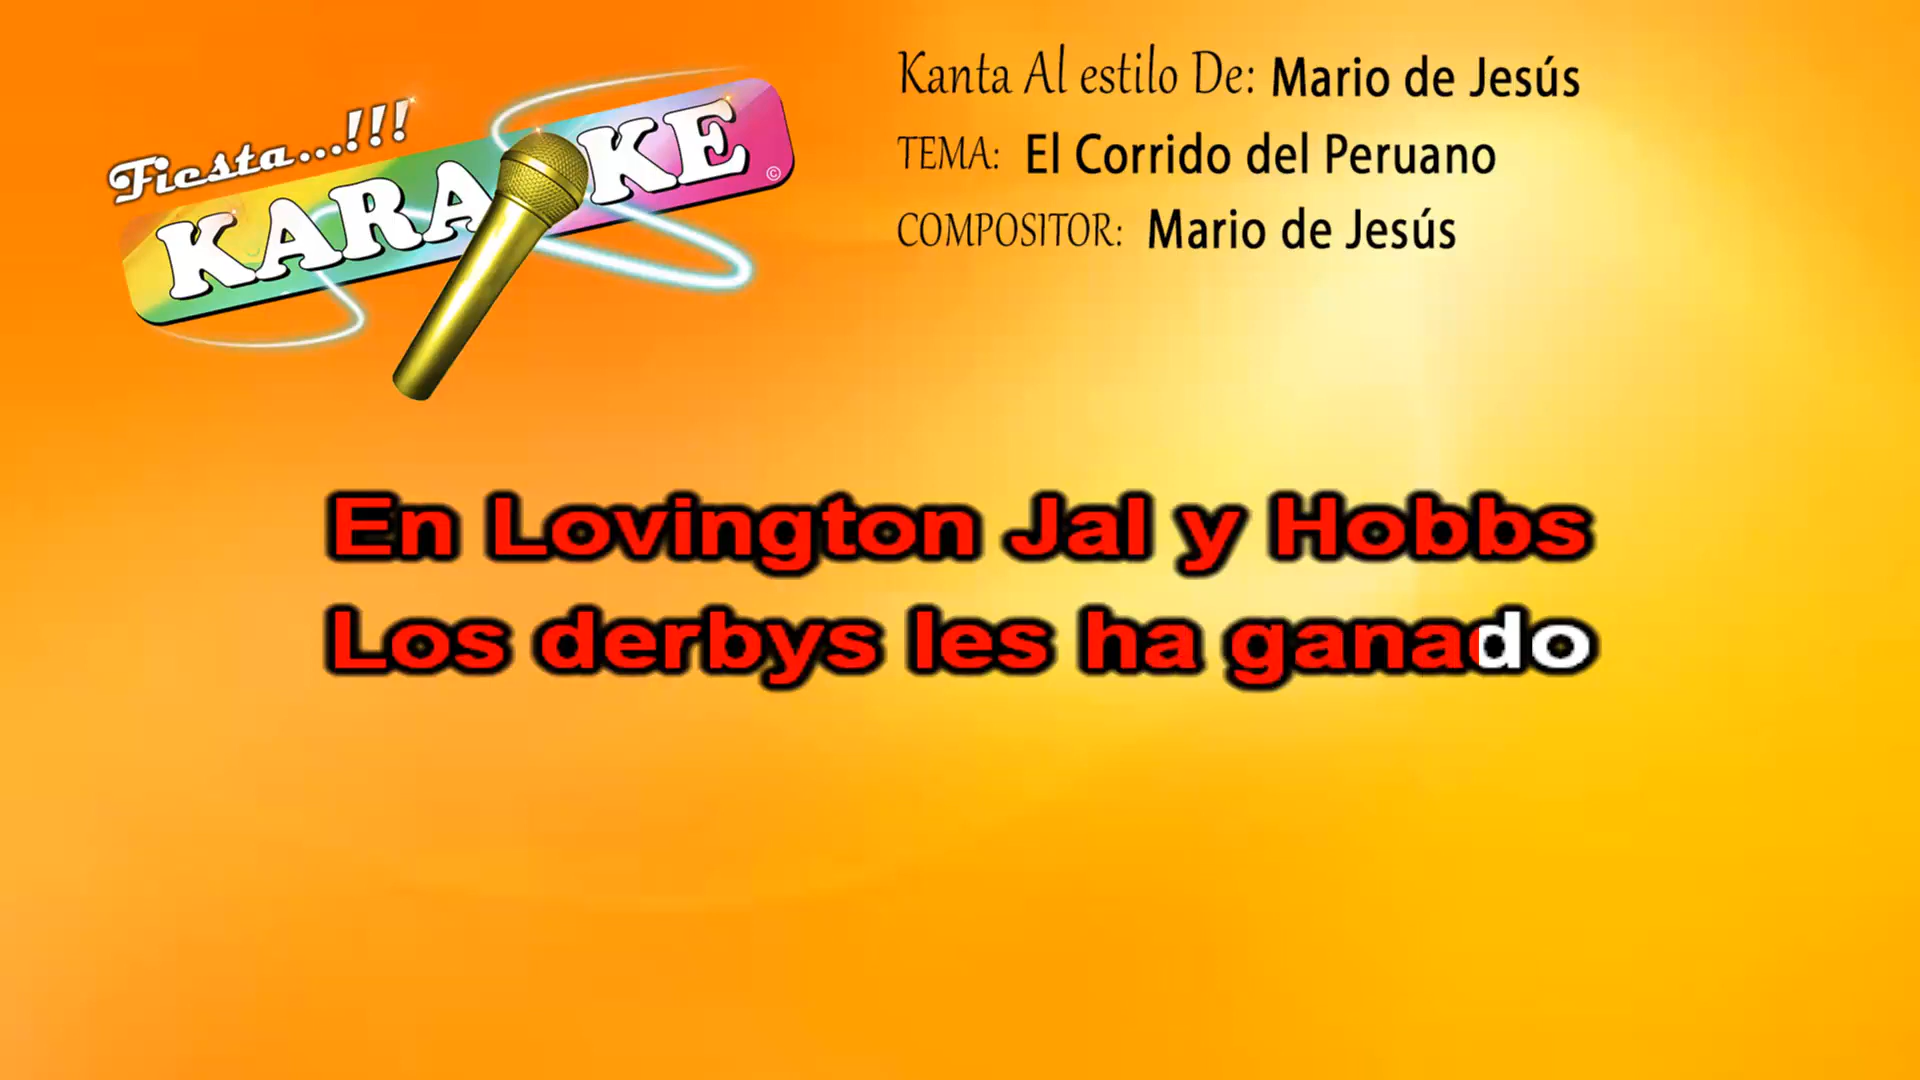 Fiesta...!!!
KARAOKE ©
Kanta Al estilo De: Mario de Jesús
TEMA: El Corrido del Peruano
COMPOSITOR: Mario de Jesús
En Lovington Jal y Hobbs
Los derbys les ha ganado